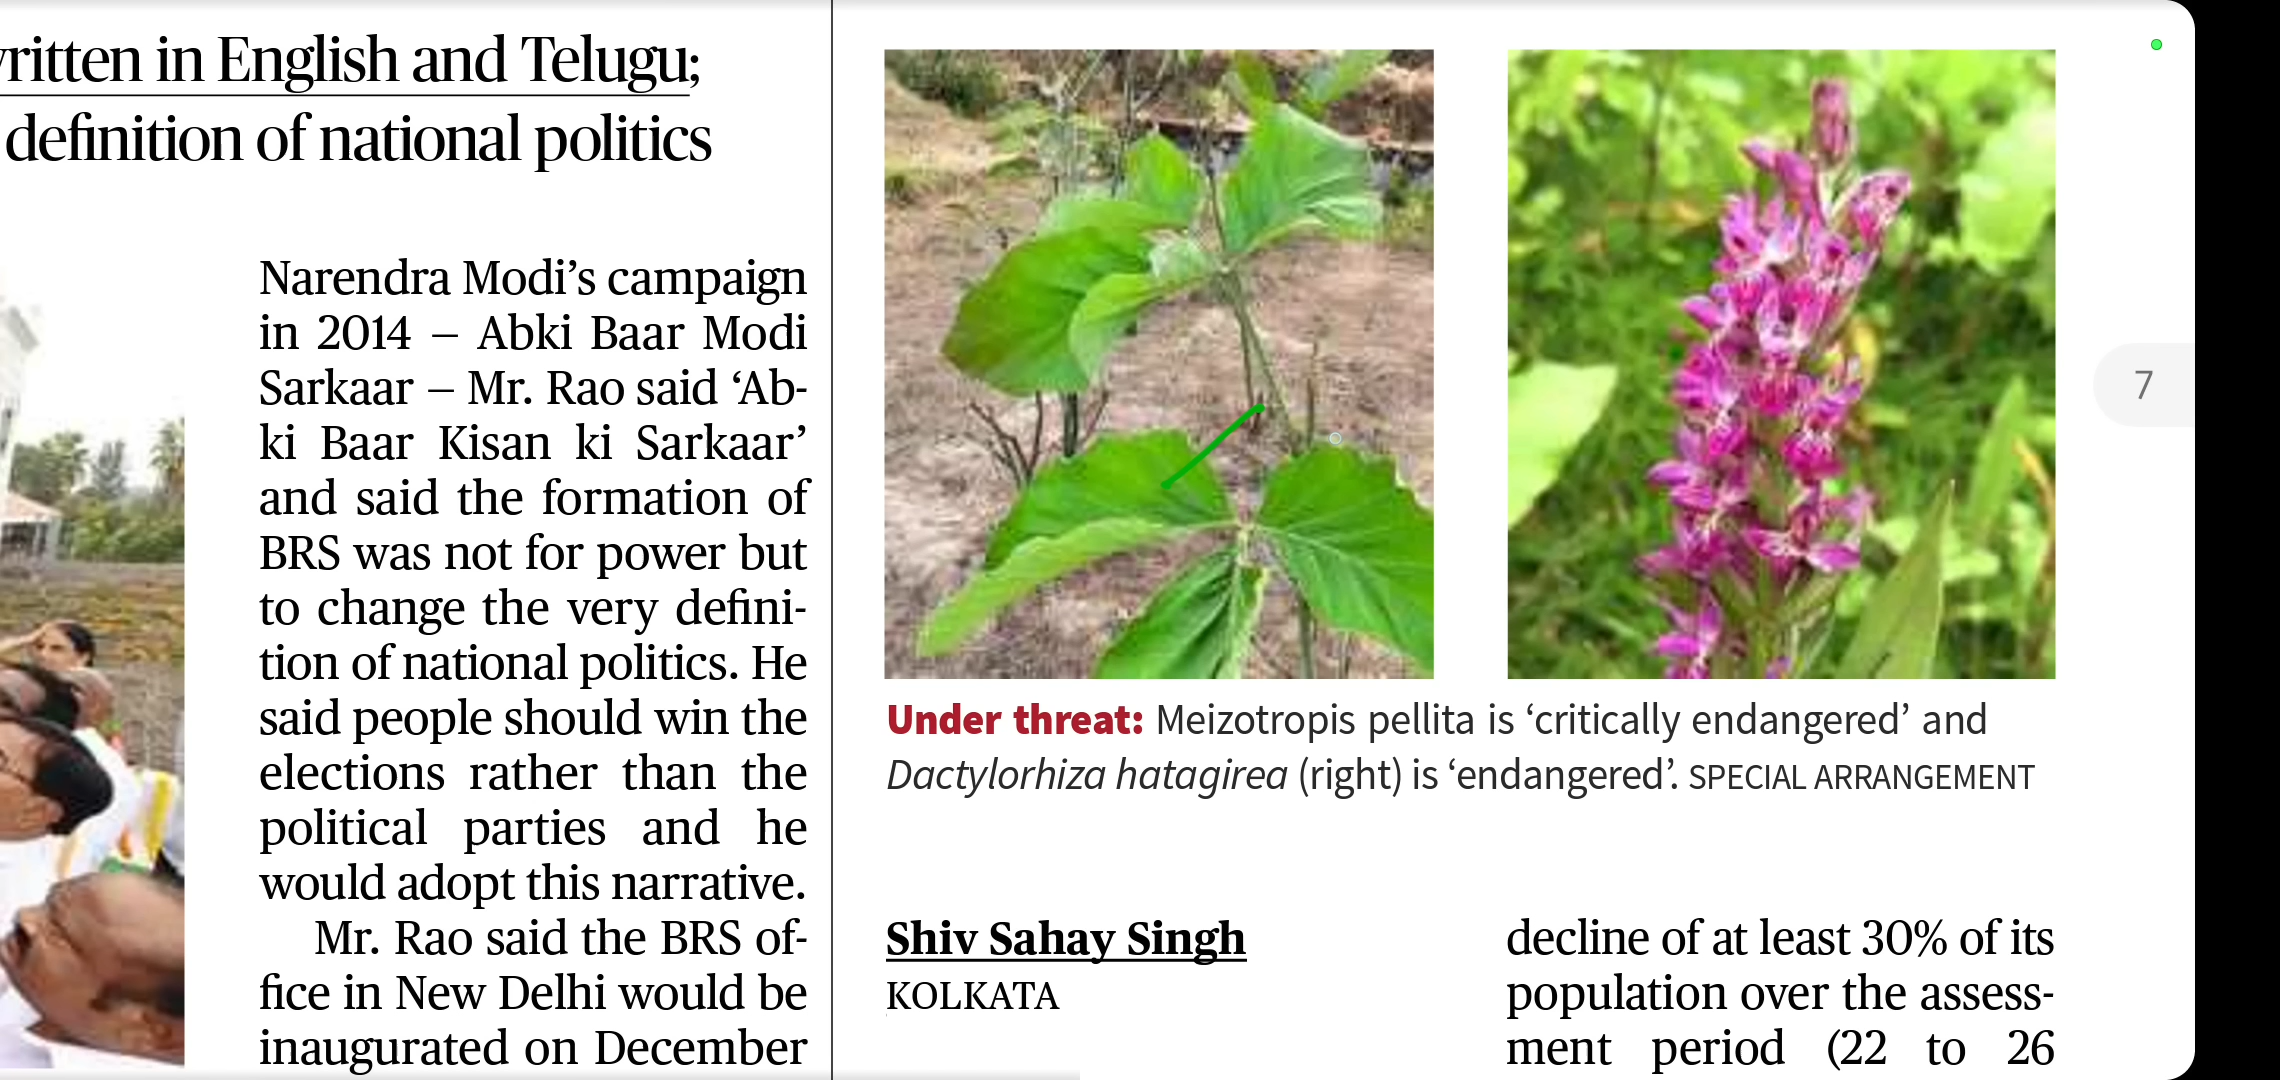 written in English and Telugu;
definition of national politics
Narendra Modi’s campaign
in 2014 – Abki Baar Modi
Sarkaar – Mr. Rao said ‘Ab-
ki Baar Kisan ki Sarkaar’
and said the formation of
BRS was not for power but
to change the very defini-
tion of national politics. He
said people should win the
elections rather than the
political parties and he
would adopt this narrative.
Mr. Rao said the BRS of-
fice in New Delhi would be
inaugurated on December
Under threat: Meizotropis pellita is ‘critically endangered’ and
Dactylorhiza hatagirea (right) is ‘endangered’. SPECIAL ARRANGEMENT
Shiv Sahay Singh
KOLKATA
decline of at least 30% of its
population over the assess-
ment period (22 to 26
7